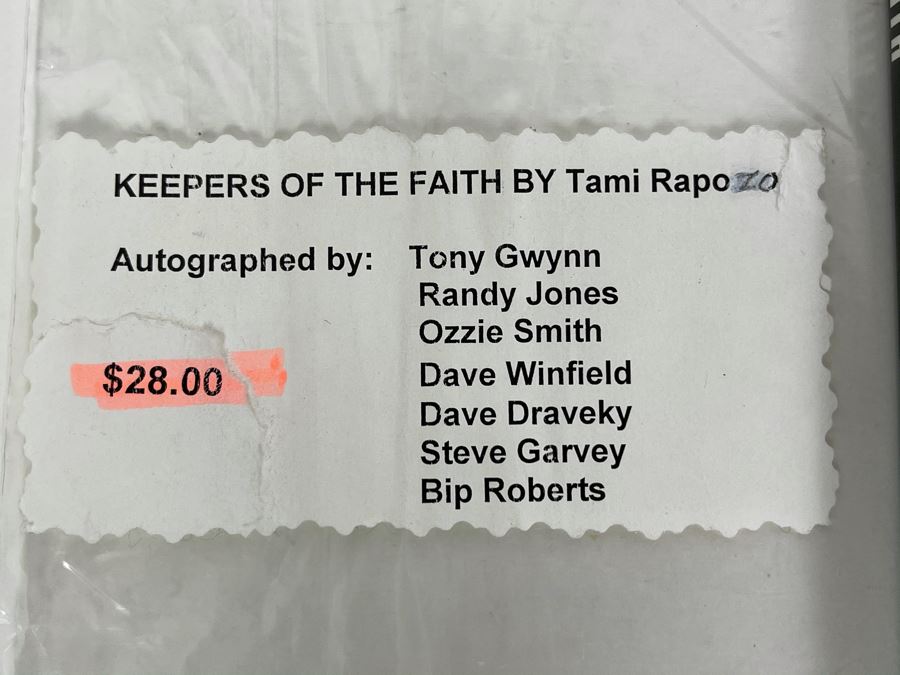 KEEPERS OF THE FAITH BY Tami Rapozo
Autographed by: Tony Gwynn
Randy Jones
Ozzie Smith
$28.00
Dave Winfield
Dave Draveky
Steve Garvey
Bip Roberts